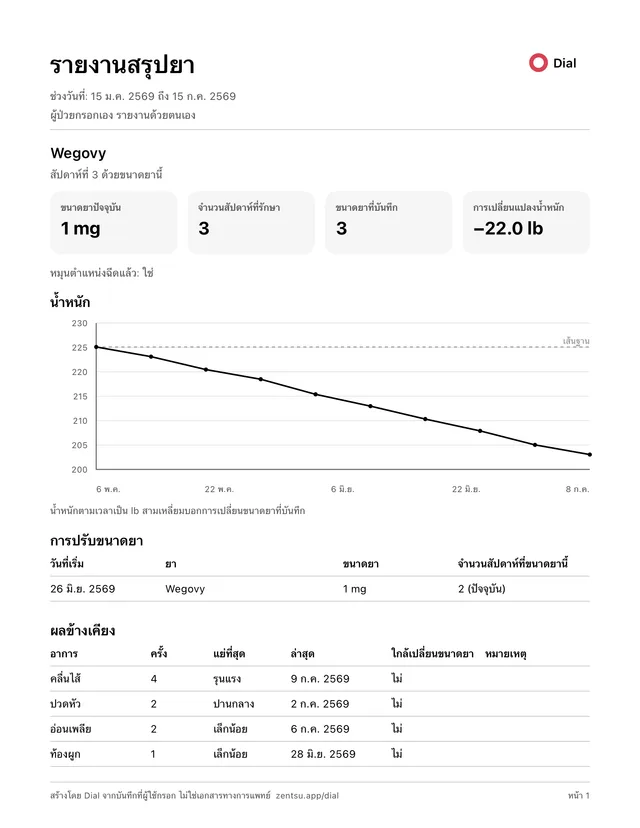 รายงานสรุปยา
Dial
ช่วงวันที่: 15 ม.ค. 2569 ถึง 15 ก.ค. 2569
ผู้ป่วยกรอกเอง รายงานด้วยตนเอง
Wegovy
สัปดาห์ที่ 3 ด้วยขนาดยานี้
ขนาดยาปัจจุบัน จำนวนสัปดาห์ที่รักษา ขนาดยาที่บันทึก การเปลี่ยนแปลงน้ำหนัก
1 mg 3 3 −22.0 lb
หมุนตำแหน่งฉีดแล้ว: ใช่
น้ำหนัก
230
เส้นฐาน
225
220
215
210
205
200
6 พ.ค. 22 พ.ค. 6 มิ.ย. 22 มิ.ย. 8 ก.ค.
น้ำหนักตามเวลาเป็น lb สามเหลี่ยมบอกการเปลี่ยนขนาดยาที่บันทึก
การปรับขนาดยา
วันที่เริ่ม ยา ขนาดยา จำนวนสัปดาห์ที่ขนาดยานี้
26 มิ.ย. 2569 Wegovy 1 mg 2 (ปัจจุบัน)
ผลข้างเคียง
อาการ ครั้ง แย่ที่สุด ล่าสุด ใกล้เปลี่ยนขนาดยา หมายเหตุ
คลื่นไส้ 4 รุนแรง 9 ก.ค. 2569 ไม่
ปวดหัว 2 ปานกลาง 2 ก.ค. 2569 ไม่
อ่อนเพลีย 2 เล็กน้อย 6 ก.ค. 2569 ไม่
ท้องผูก 1 เล็กน้อย 28 มิ.ย. 2569 ไม่
สร้างโดย Dial จากบันทึกที่ผู้ใช้กรอก ไม่ใช่เอกสารทางการแพทย์ zentsu.app/dial หน้า 1